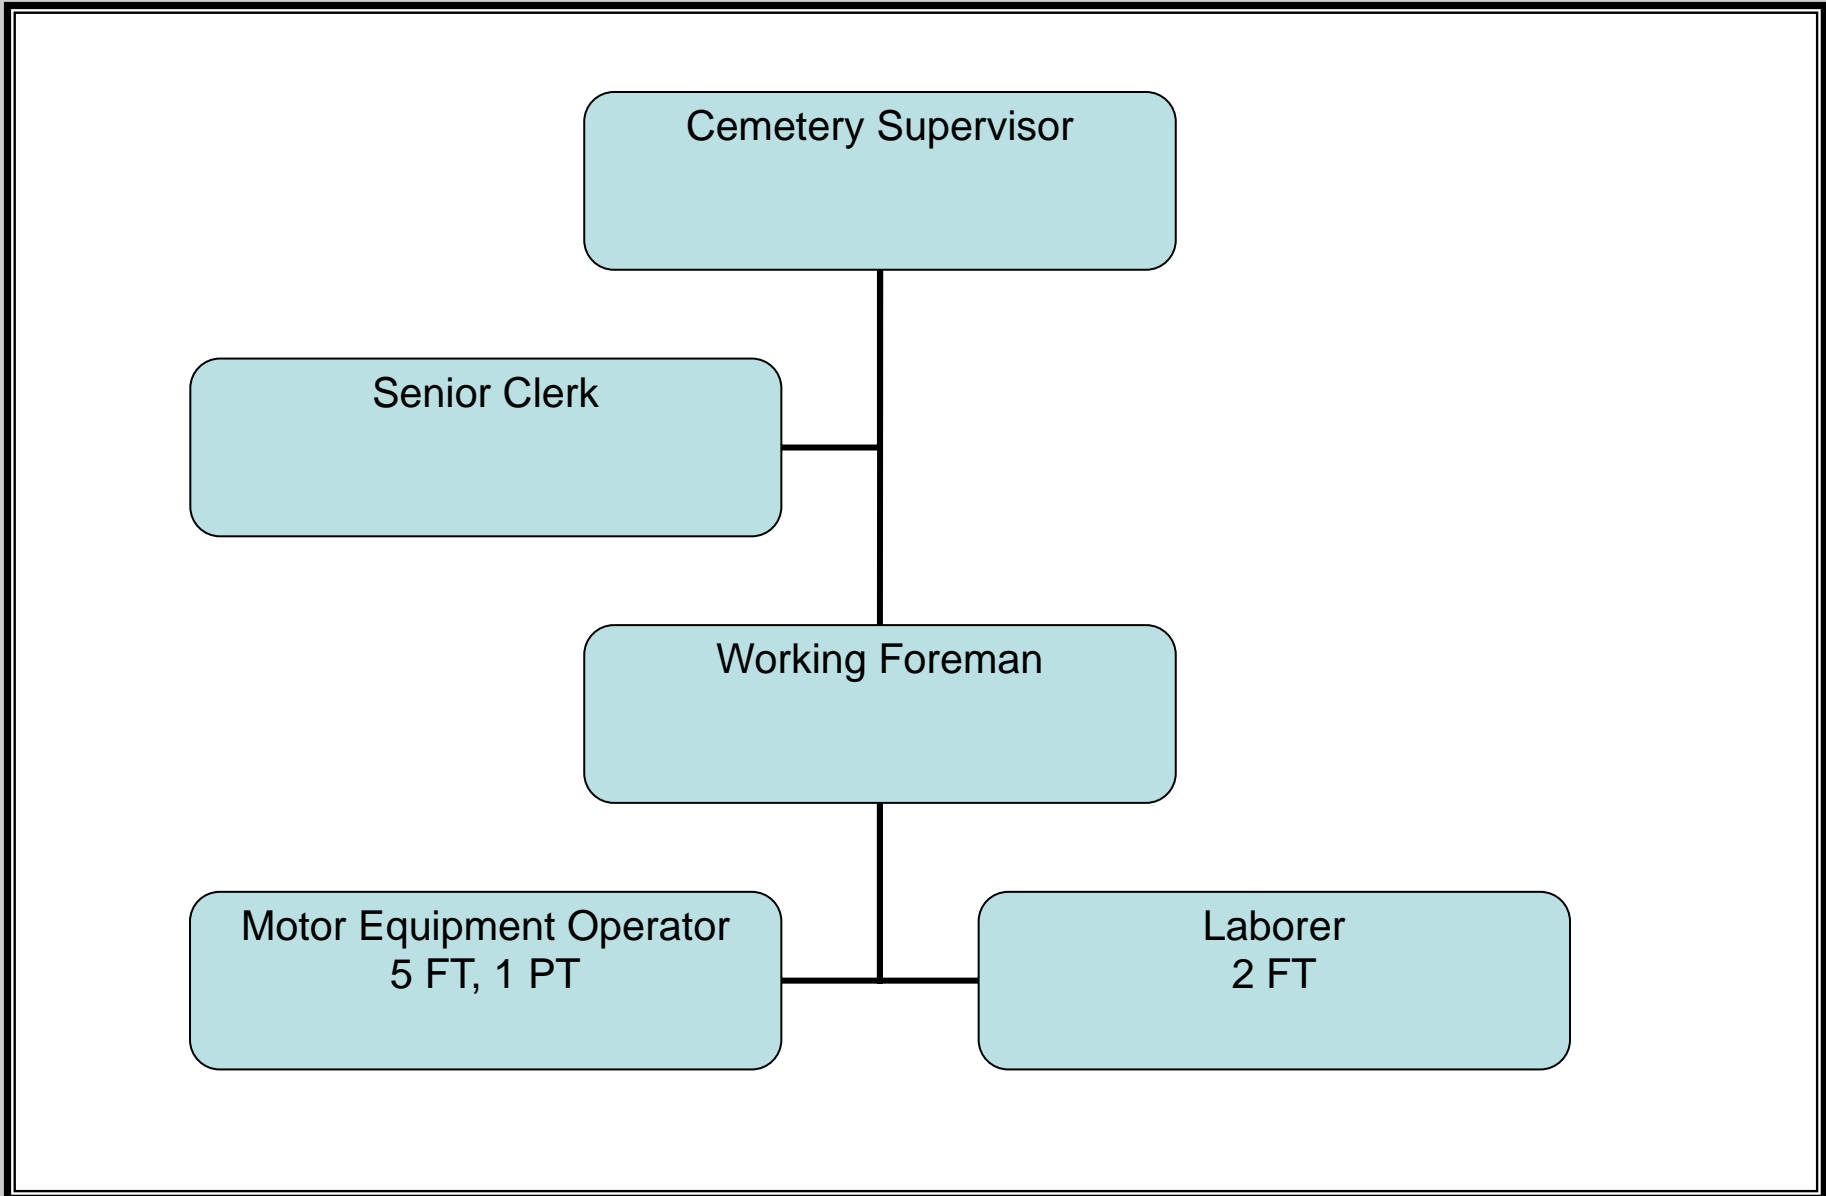 Cemetery Supervisor
Senior Clerk
Working Foreman
Motor Equipment Operator
5 FT, 1 PT
Laborer
2 FT